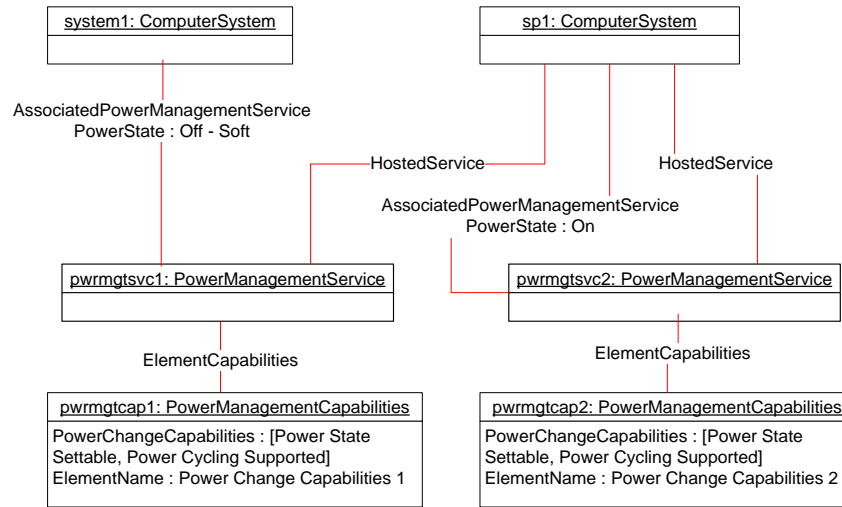 system1: ComputerSystem
sp1: ComputerSystem
AssociatedPowerManagementService
PowerState : Off - Soft
HostedService
HostedService
AssociatedPowerManagementService
PowerState : On
pwrmgtsvc1: PowerManagementService
pwrmgtsvc2: PowerManagementService
ElementCapabilities
ElementCapabilities
pwrmgtcap1: PowerManagementCapabilities
PowerChangeCapabilities : [Power State
Settable, Power Cycling Supported]
ElementName : Power Change Capabilities 1
pwrmgtcap2: PowerManagementCapabilities
PowerChangeCapabilities : [Power State
Settable, Power Cycling Supported]
ElementName : Power Change Capabilities 2